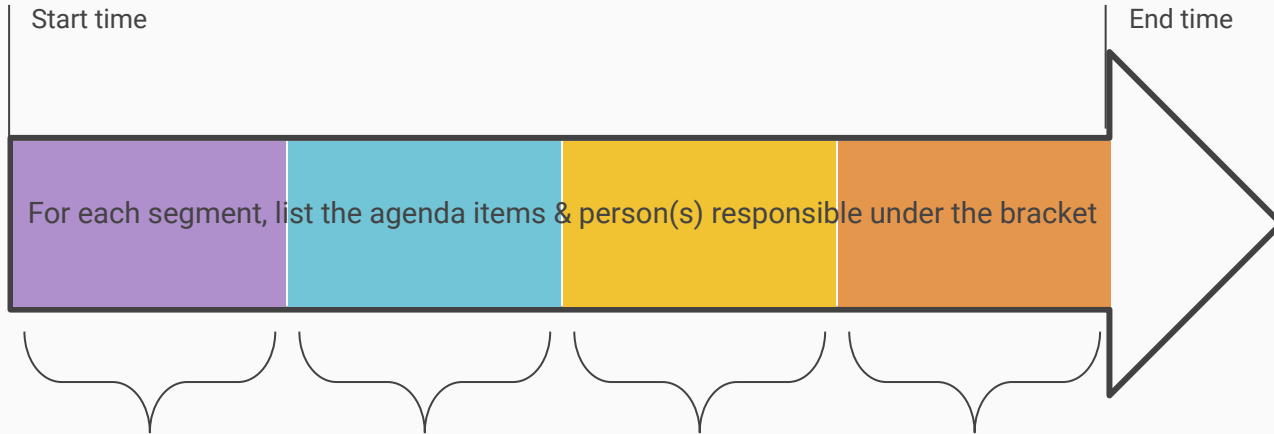 Start time
End time
For each segment, list the agenda items & person(s) responsible under the bracket